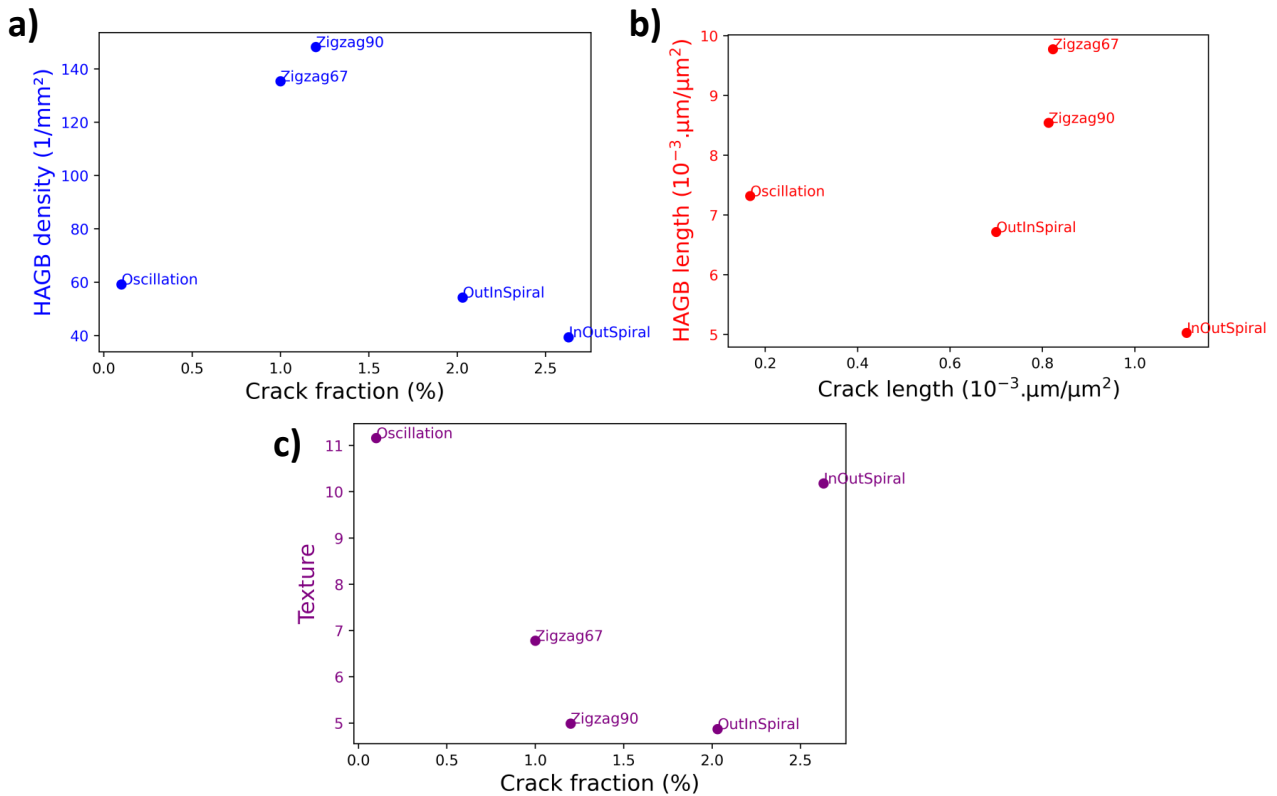 a)
HAGB density (1/mm²)
140
120
100
80
60
40
Zigzag90
Zigzag67
Oscillation
OutInSpiral
InOutSpiral
0.0 0.5 1.0 1.5 2.0 2.5
Crack fraction (%)
b)
HAGB length (10⁻³.μm/μm²)
10
9
8
7
6
5
Zigzag67
Zigzag90
Oscillation
OutInSpiral
InOutSpiral
0.2 0.4 0.6 0.8 1.0
Crack length (10⁻³.μm/μm²)
c)
Texture
11
10
9
8
7
6
5
Oscillation
InOutSpiral
Zigzag67
Zigzag90
OutInSpiral
0.0 0.5 1.0 1.5 2.0 2.5
Crack fraction (%)